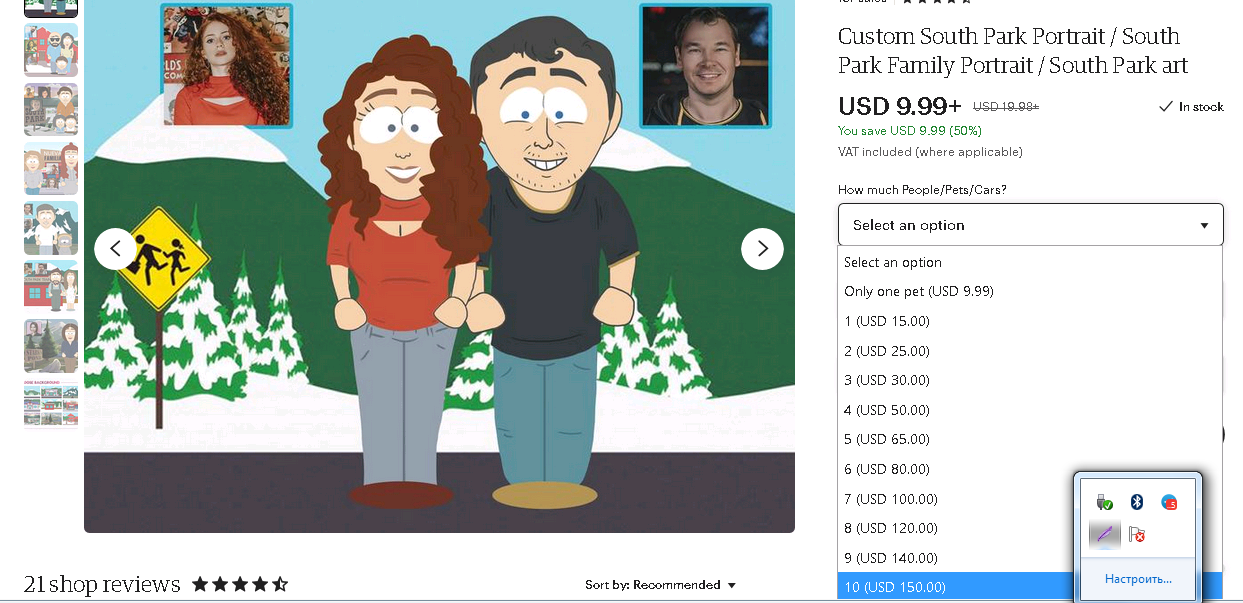 Custom South Park Portrait / South
Park Family Portrait / South Park art
USD 9.99+ USD 19.98+
In stock
You save USD 9.99 (50%)
VAT included (where applicable)
How much People/Pets/Cars?
Select an option
Select an option
Only one pet (USD 9.99)
1 (USD 15.00)
2 (USD 25.00)
3 (USD 30.00)
4 (USD 50.00)
5 (USD 65.00)
6 (USD 80.00)
7 (USD 100.00)
8 (USD 120.00)
9 (USD 140.00)
10 (USD 150.00)
Настроить...
21 shop reviews
Sort by: Recommended